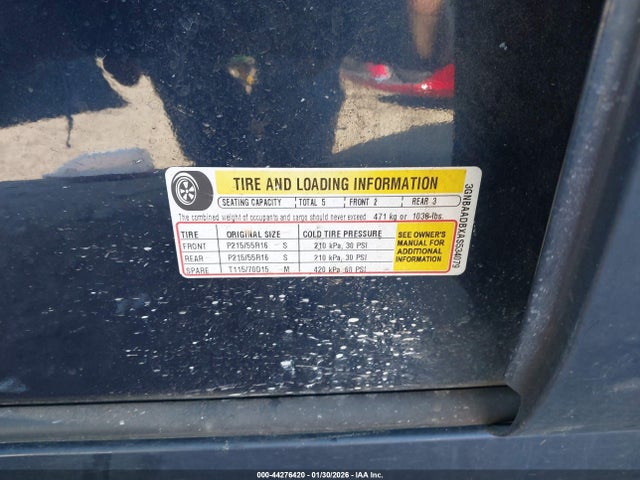 TIRE AND LOADING INFORMATION
SEATING CAPACITY TOTAL 5 FRONT 2 REAR 3
The combined weight of occupants and cargo should never exceed 471 kg or 1038 lbs.
TIRE ORIGINAL SIZE COLD TIRE PRESSURE
FRONT P215/55R16 S 210 kPa, 30 PSI
REAR P215/55R16 S 210 kPa, 30 PSI
SPARE T115/70D15 M 420 kPa 60 PSI
SEE OWNER'S
MANUAL FOR
ADDITIONAL
INFORMATION
3GNBAADBXAS534079
000-44276420 - 01/30/2026 - IAA Inc.